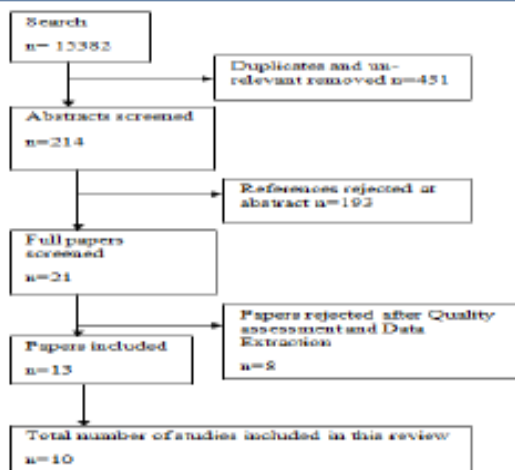 Search
n= 15382
Duplicates and un-
relevant removed n=451
Abstracts screened
n=214
References rejected at
abstract n=193
Full papers
screened
n=21
Papers rejected after Quality
assessment and Data
Extraction
n=8
Papers included
n=13
Total number of studies included in this review
n=10